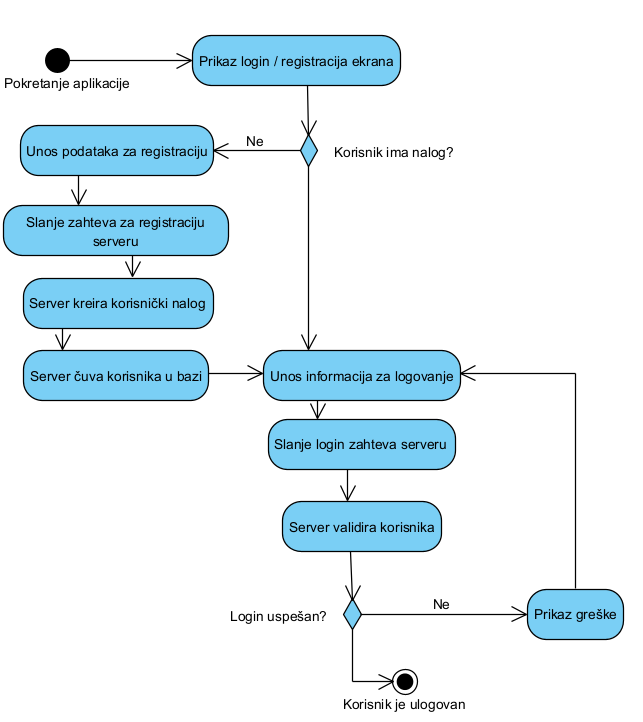 Prikaz login / registracija ekrana
Pokretanje aplikacije
Ne
Korisnik ima nalog?
Unos podataka za registraciju
Slanje zahteva za registraciju
serveru
Server kreira korisnički nalog
Server čuva korisnika u bazi
Unos informacija za logovanje
Slanje login zahteva serveru
Server validira korisnika
Login uspešan?
Ne
Prikaz greške
Korisnik je ulogovan